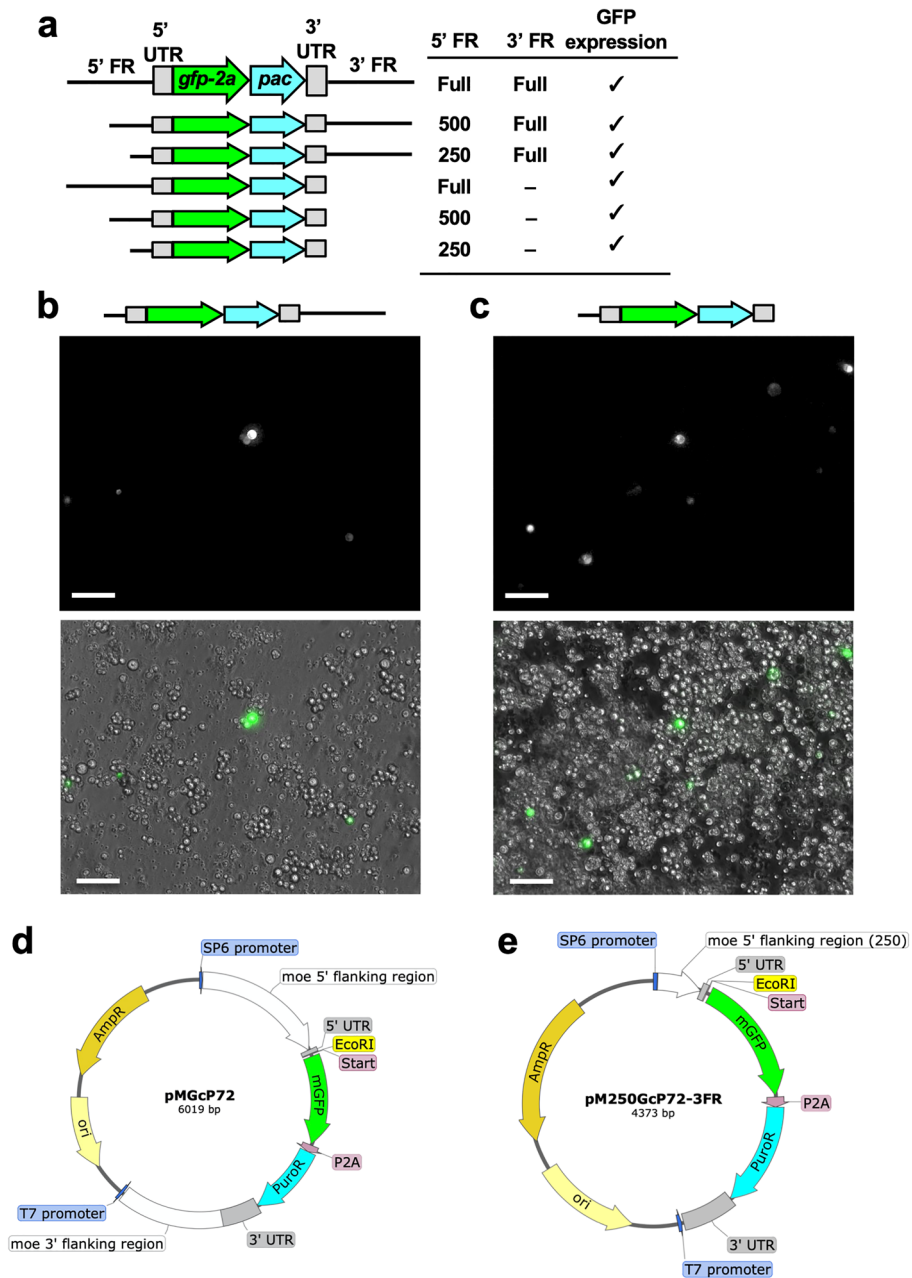 a
5' FR
5'
UTR
gfp-2a
pac
3'
UTR
3' FR
5' FR 3' FR GFP
expression
Full Full ✓
500 Full ✓
250 Full ✓
Full – ✓
500 – ✓
250 – ✓
b
c
d
SP6 promoter
moe 5' flanking region
5' UTR
EcoRI
Start
mGFP
P2A
PuroR
3' UTR
moe 3' flanking region
T7 promoter
ori
AmpR
pMGcP72
6019 bp
e
SP6 promoter
moe 5' flanking region (250)
5' UTR
EcoRI
Start
mGFP
P2A
PuroR
3' UTR
T7 promoter
ori
AmpR
pM250GcP72-3FR
4373 bp